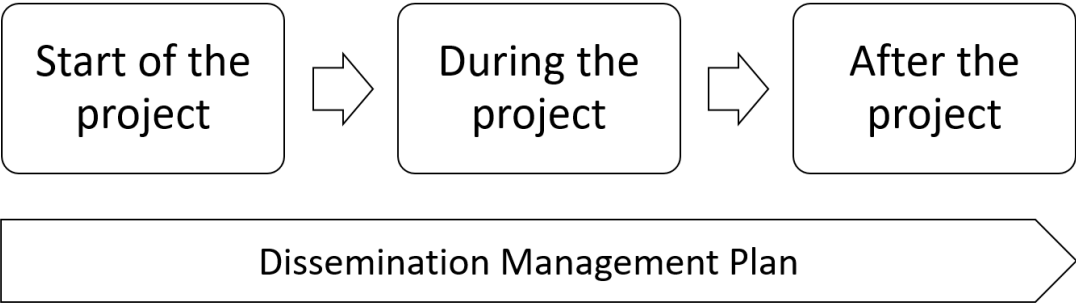 Start of the
project
During the
project
After the
project
Dissemination Management Plan